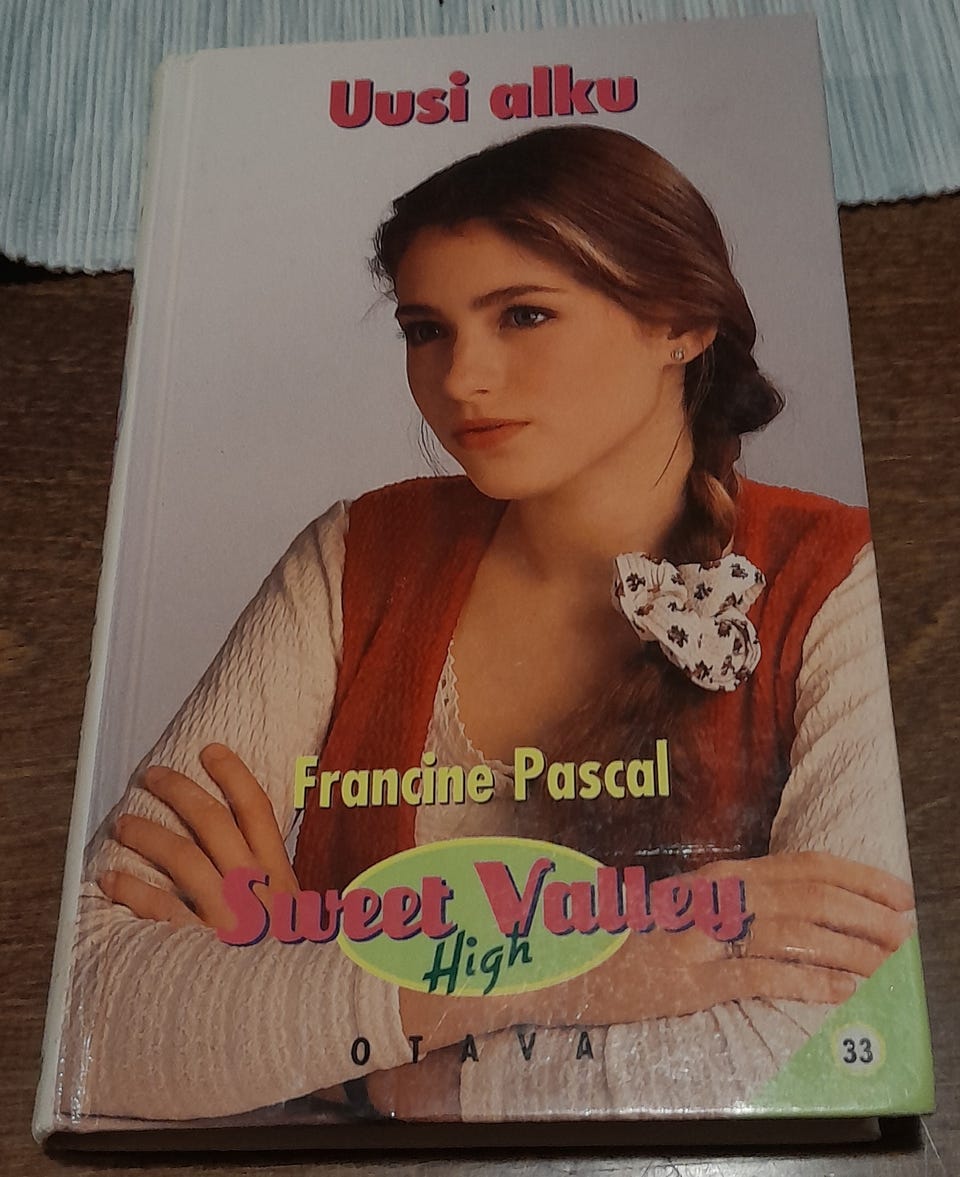 Uusi alku
Francine Pascal
Sweet Valley
High
OTAVA
33